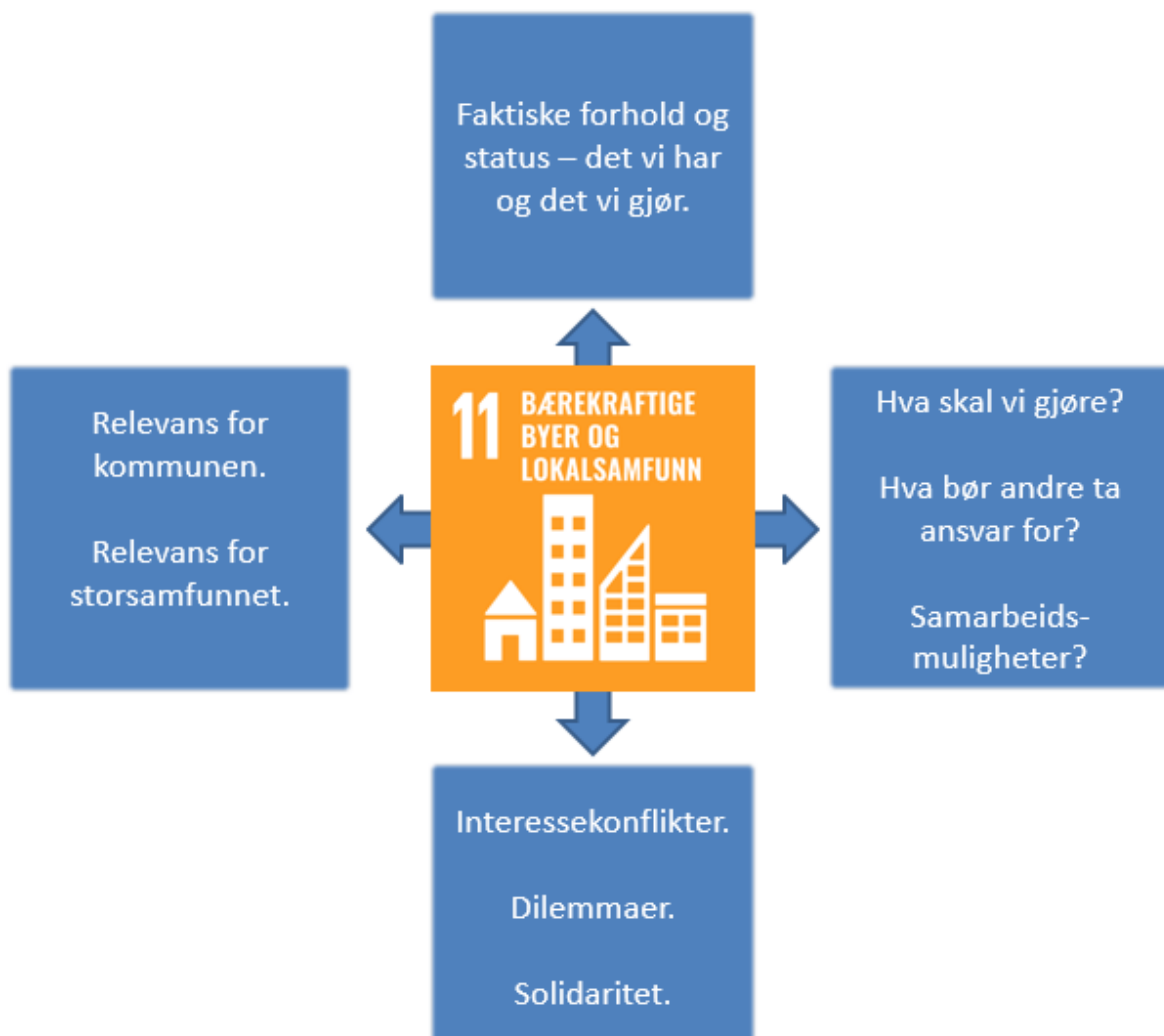 Faktiske forhold og
status – det vi har
og det vi gjør.
Relevans for
kommunen.
Relevans for
storsamfunnet.
11 BÆREKRAFTIGE
BYER OG
LOKALSAMFUNN
Hva skal vi gjøre?
Hva bør andre ta
ansvar for?
Samarbeids-
muligheter?
Interessekonflikter.
Dilemmaer.
Solidaritet.